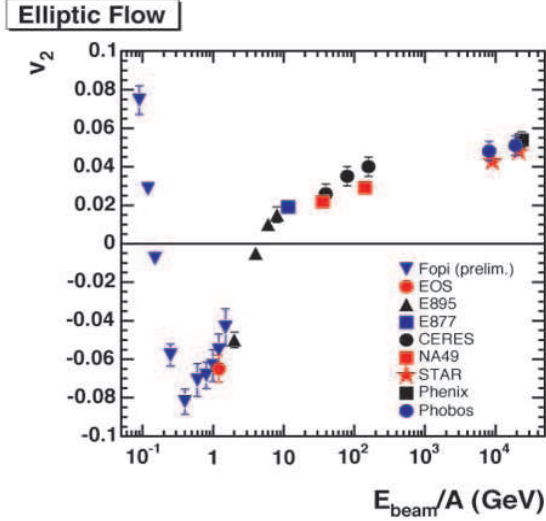 Elliptic Flow
v2
0.1
0.08
0.06
0.04
0.02
0
-0.02
-0.04
-0.06
-0.08
-0.1
Fopi (prelim.)
EOS
E895
E877
CERES
NA49
STAR
Phenix
Phobos
10^-1 1 10 10^2 10^3 10^4
E_beam/A (GeV)